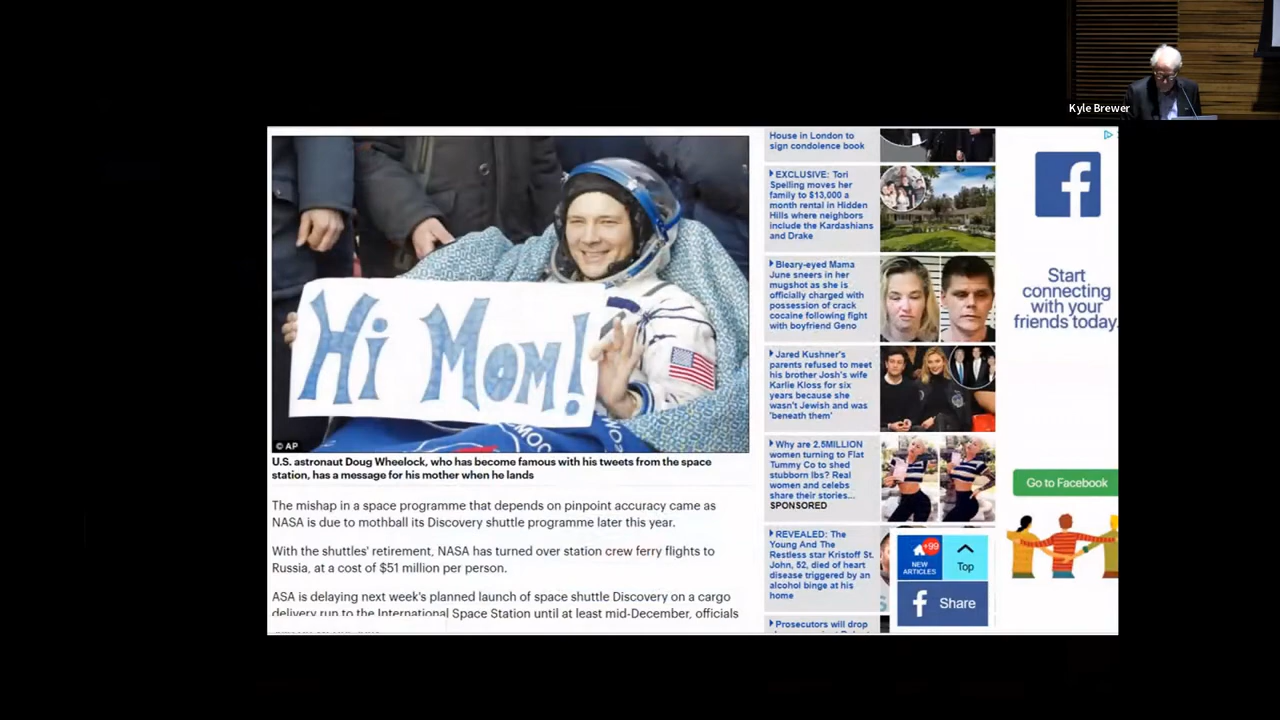 Kyle Brewer
Hi Mom!
© AP
U.S. astronaut Doug Wheelock, who has become famous with his tweets from the space
station, has a message for his mother when he lands
The mishap in a space programme that depends on pinpoint accuracy came as
NASA is due to mothball its Discovery shuttle programme later this year.
With the shuttles' retirement, NASA has turned over station crew ferry flights to
Russia, at a cost of $51 million per person.
ASA is delaying next week's planned launch of space shuttle Discovery on a cargo
delivery run to the International Space Station until at least mid-December, officials
House in London to
sign condolence book
EXCLUSIVE: Tori
Spelling moves her
family to $13,000 a
month rental in Hidden
Hills where neighbors
include the Kardashians
and Drake
Bleary-eyed Mama
June sneers in her
mugshot as she is
officially charged with
possession of crack
cocaine following fight
with boyfriend Geno
Jared Kushner's
parents refused to meet
his brother Josh's wife
Karlie Kloss for six
years because she
wasn't Jewish and was
'beneath them'
Why are 2.5MILLION
women turning to Flat
Tummy Co to shed
stubborn lbs? Real
women and celebs
share their stories...
SPONSORED
REVEALED: The
Young And The
Restless star Kristoff St.
John, 52, died of heart
disease triggered by an
alcohol binge at his
home
Prosecutors will drop
+99
NEW
ARTICLES
Top
f Share
f
Start
connecting
with your
friends today.
Go to Facebook